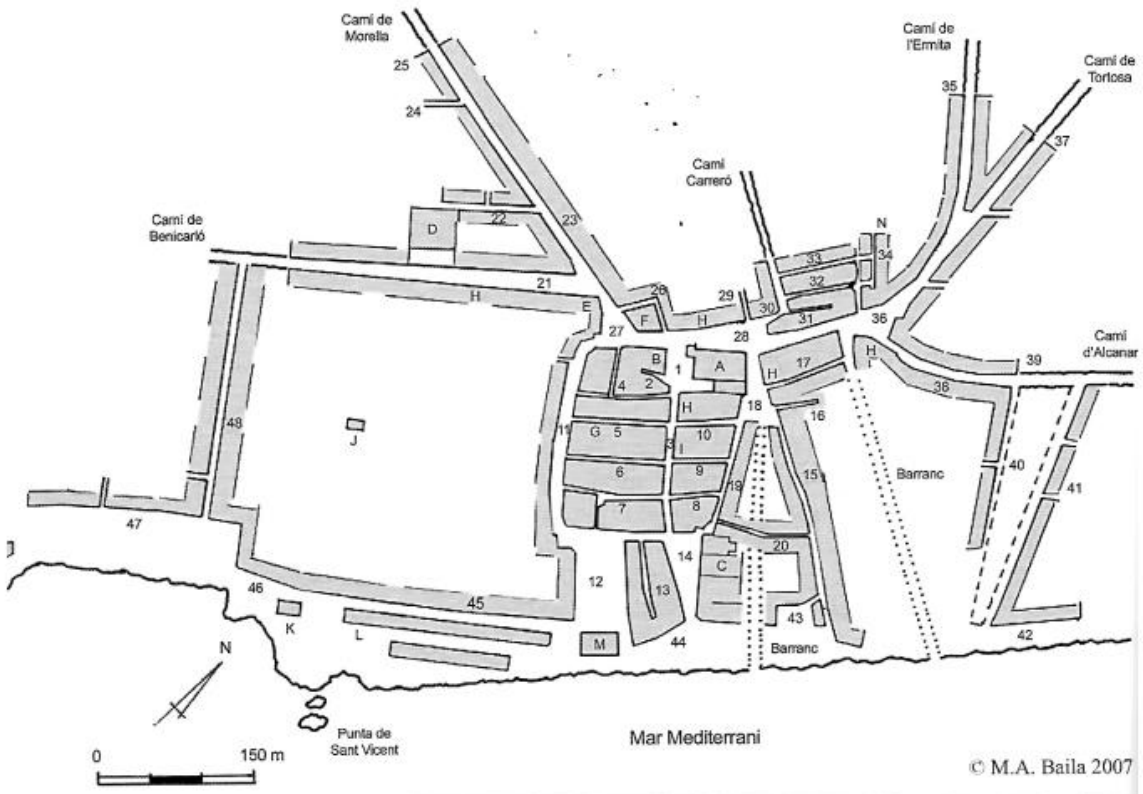 Camí de
Morella
Camí de
l'Ermita
Camí de
Tortosa
25
35
24
37
Camí
Carreró
Camí de
Benicarló
D
22
23
N
34
33
32
21
H
E
26
29
30
31
36
F
H
27
28
Camí
d'Alcanar
B
A
17
H
39
1
H
4
2
38
H
18
16
48
J
11
G
5
3
10
I
15
Barranc
40
41
6
9
19
47
7
8
20
14
C
12
13
46
45
43
42
K
L
M
44
Barranc
N
Punta de
Sant Vicent
0
150 m
Mar Mediterrani
© M.A. Baila 2007